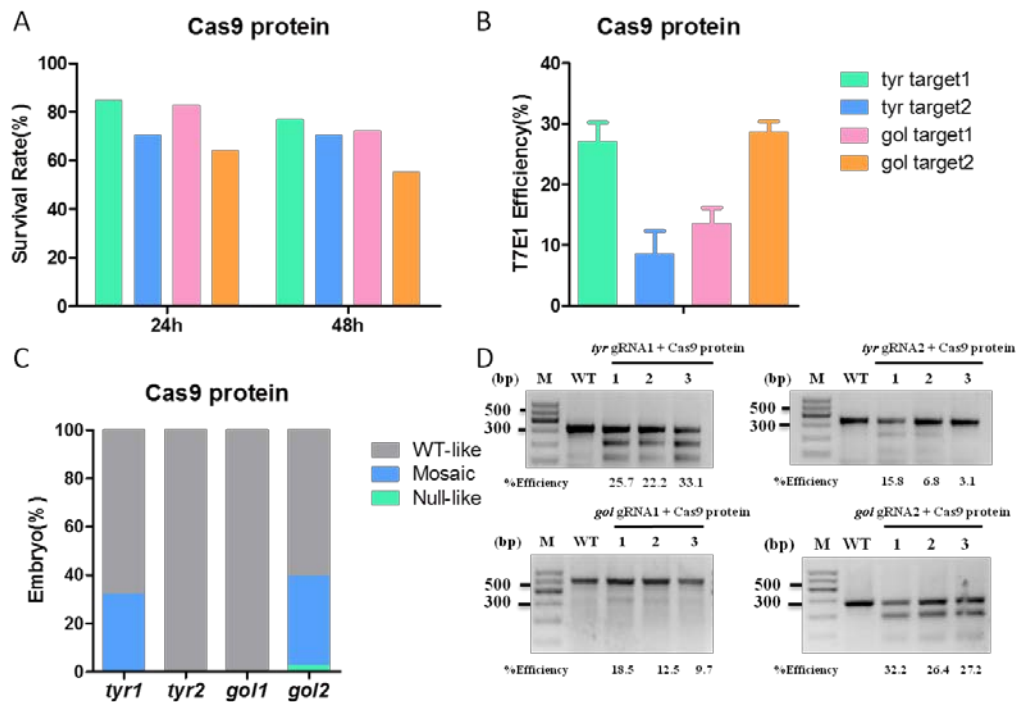 A
Cas9 protein
Survival Rate(% )
100
80
60
40
20
0
24h
48h
B
Cas9 protein
T7E1 Efficiency(%)
40
30
20
10
0
tyr target1
tyr target2
gol target1
gol target2
C
Cas9 protein
Embryo(% )
100
80
60
40
20
0
tyr1
tyr2
gol1
gol2
WT-like
Mosaic
Null-like
D
tyr gRNA1 + Cas9 protein
(bp) M WT 1 2 3
500
300
%Efficiency 25.7 22.2 33.1
tyr gRNA2 + Cas9 protein
(bp) M WT 1 2 3
500
300
%Efficiency 15.8 6.8 3.1
gol gRNA1 + Cas9 protein
(bp) M WT 1 2 3
500
300
%Efficiency 18.5 12.5 9.7
gol gRNA2 + Cas9 protein
(bp) M WT 1 2 3
500
300
%Efficiency 32.2 26.4 27.2